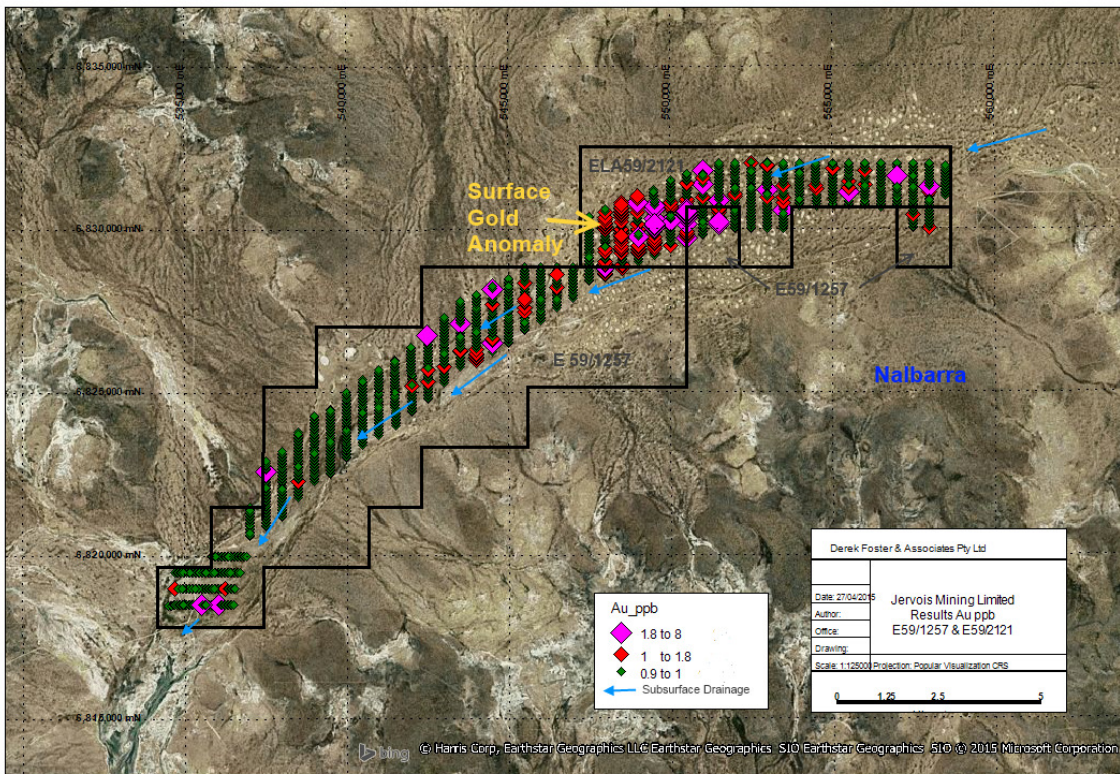 535,000 mE
540,000 mE
545,000 mE
550,000 mE
555,000 mE
560,000 mE
6,835,000 mN
6,830,000 mN
6,825,000 mN
6,820,000 mN
6,815,000 mN
ELA59/2121
Surface
Gold
Anomaly
E59/1257
E 59/1257
Nalbarra
Au_ppb
1.8 to 8
1 to 1.8
0.9 to 1
Subsurface Drainage
Derek Foster & Associates Pty Ltd
Date: 27/04/2015
Author:
Office:
Drawing:
Scale: 1:125000
Projection: Popular Visualization CRS
Jervois Mining Limited
Results Au ppb
E59/1257 & E59/2121
0 1.25 2.5 5
bing
© Harris Corp, Earthstar Geographics LLC Earthstar Geographics SIO Earthstar Geographics SIO © 2015 Microsoft Corporation